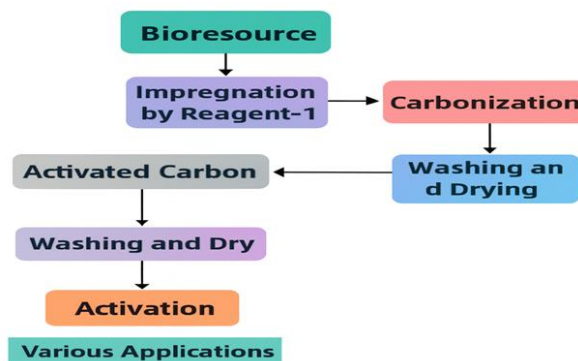 Bioresource
Impregnation
by Reagent-1
Carbonization
Washing an
d Drying
Activated Carbon
Washing and Dry
Activation
Various Applications